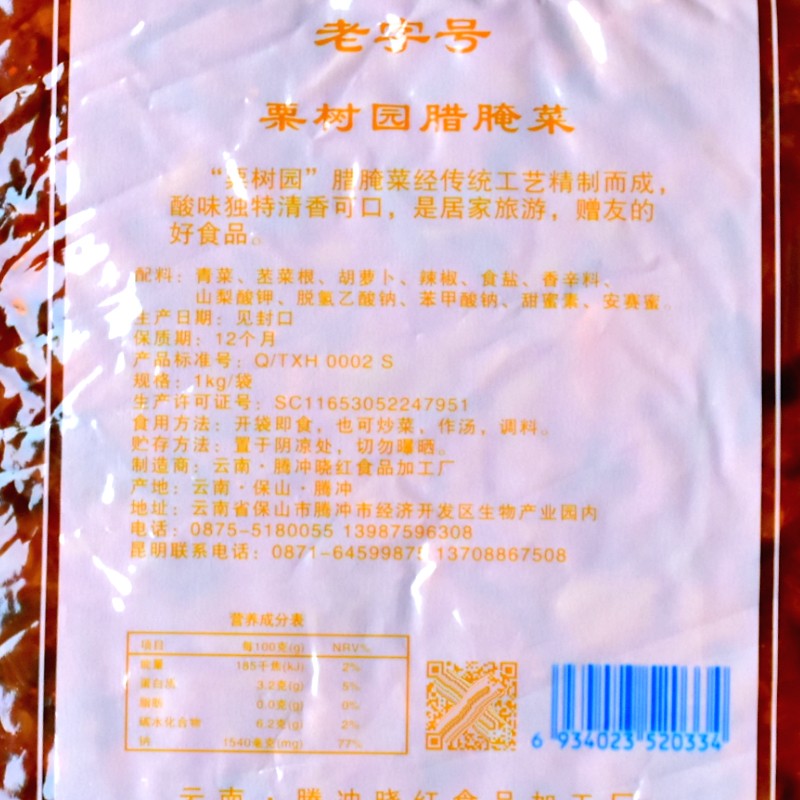 老字号
栗树园腊腌菜
“栗树园”腊腌菜经传统工艺精制而成，
酸味独特清香可口，是居家旅游，赠友的
好食品。
配料：青菜、茎菜根、胡萝卜、辣椒、食盐、香辛料、
山梨酸钾、脱氢乙酸钠、苯甲酸钠、甜蜜素、安赛蜜。
生产日期：见封口
保质期：12个月
产品标准号：Q/TXH 0002 S
规格：1kg/袋
生产许可证号：SC11653052247951
食用方法：开袋即食，也可炒菜、作汤，调料。
贮存方法：置于阴凉处，切勿曝晒。
制造商：云南·腾冲晓红食品加工厂
产地：云南·保山·腾冲
地址：云南省保山市腾冲市经济开发区生物产业园内
电话：0875-5180055 13987596308
昆明联系电话：0871-64599875 13708867508
营养成分表
项目 每100克(g) NRV%
能量 185千焦(kJ) 2%
蛋白质 3.2克(g) 5%
脂肪 0.0克(g) 0%
碳水化合物 6.2克(g) 2%
钠 1540毫克(mg) 77%
6 934023 520334
云南·腾冲晓红食品加工厂